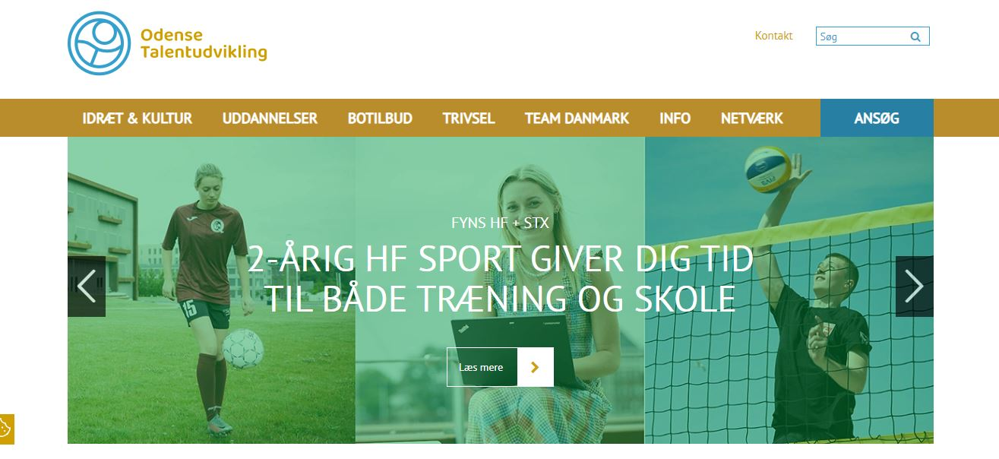 Odense
Talentudvikling
Kontakt
Søg
IDRÆT & KULTUR UDDANNELSER BOTILBUD TRIVSEL TEAM DANMARK INFO NETVÆRK ANSØG
FYNS HF + STX
2-ÅRIG HF SPORT GIVER DIG TID
TIL BÅDE TRÆNING OG SKOLE
Læs mere
15